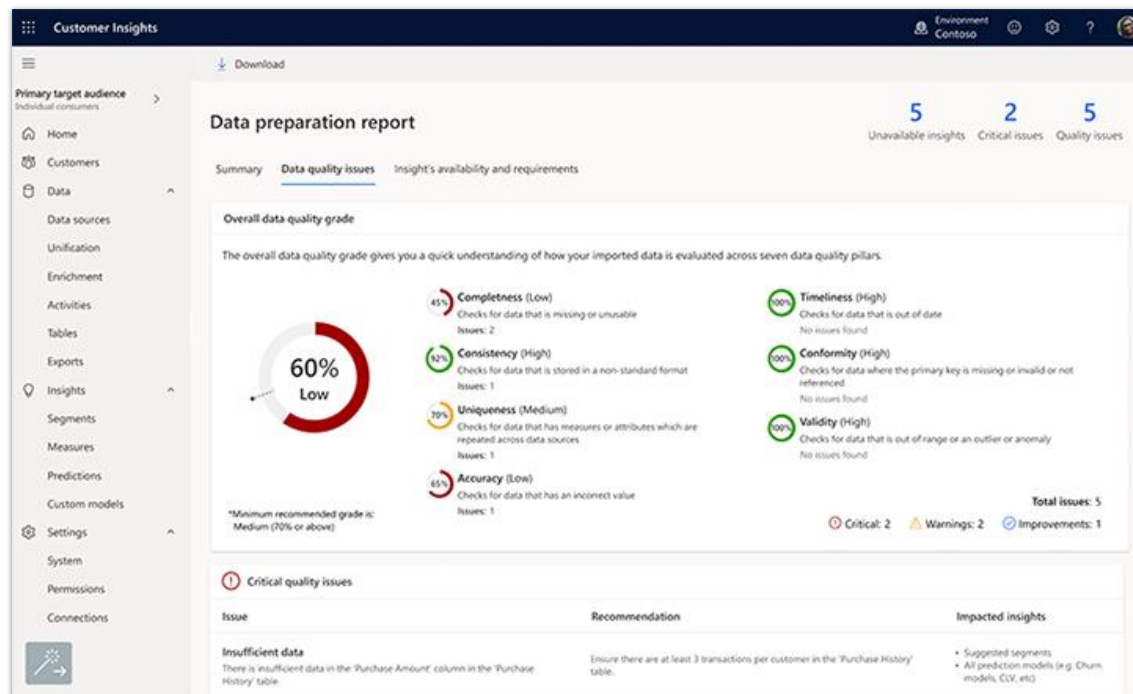 Customer Insights
Environment
Contoso
?
Download
Primary target audience
Individual consumers
Home
Customers
Data
Data sources
Unification
Enrichment
Activities
Tables
Exports
Insights
Segments
Measures
Predictions
Custom models
Settings
System
Permissions
Connections
Data preparation report
5
Unavailable insights
2
Critical issues
5
Quality issues
Summary
Data quality issues
Insight's availability and requirements
Overall data quality grade
The overall data quality grade gives you a quick understanding of how your imported data is evaluated across seven data quality pillars.
60%
Low
*Minimum recommended grade is:
Medium (70% or above)
45%
Completness (Low)
Checks for data that is missing or unusable
Issues: 2
92%
Consistency (High)
Checks for data that is stored in a non-standard format
Issues: 1
70%
Uniqueness (Medium)
Checks for data that has measures or attributes which are
repeated across data sources
Issues: 1
65%
Accuracy (Low)
Checks for data that has an incorrect value
Issues: 1
100%
Timeliness (High)
Checks for data that is out of date
No issues found
100%
Conformity (High)
Checks for data where the primary key is missing or invalid or not
referenced
No issues found
100%
Validity (High)
Checks for data that is out of range or an outlier or anomaly
No issues found
Total issues: 5
Critical: 2
Warnings: 2
Improvements: 1
Critical quality issues
Issue
Recommendation
Impacted insights
Insufficient data
There is insufficient data in the 'Purchase Amount' column in the 'Purchase
History' table.
Ensure there are at least 3 transactions per customer in the 'Purchase History'
table.
• Suggested segments
• All prediction models (e.g. Churn
models, CLV, etc)